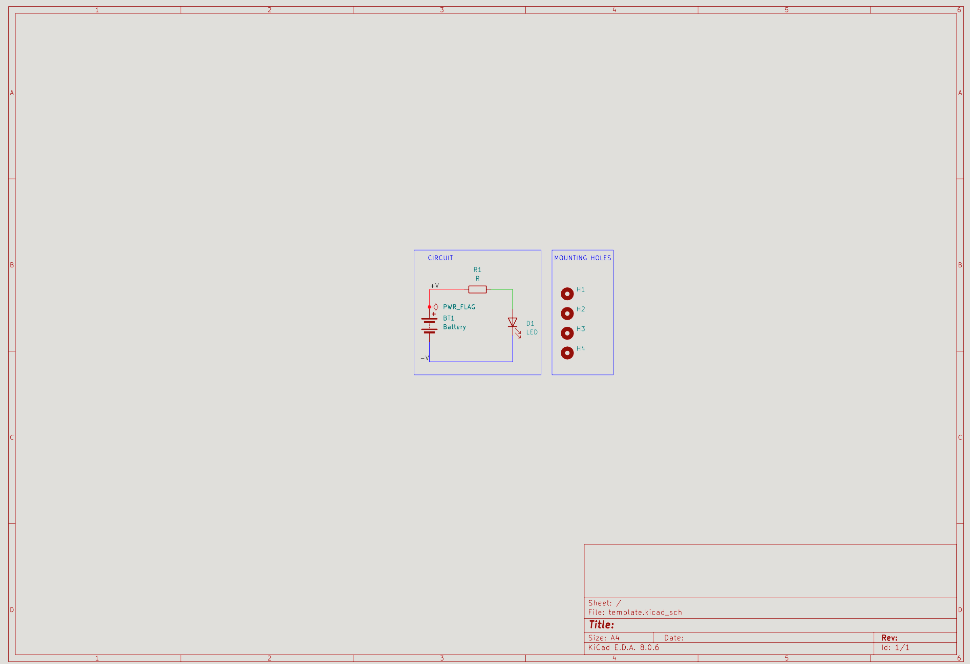 1 2 3 4 5 6
A A
B B
CIRCUIT
MOUNTING HOLES
R1
R
+V
H1
PWR_FLAG
H2
+
BT1
Battery
D1
LED
H3
H4
-V
C C
D D
Sheet: /
File: template.kicad_sch
Title:
Size: A4 Date: Rev:
KiCad E.D.A. 8.0.6 Id: 1/1
1 2 3 4 5 6